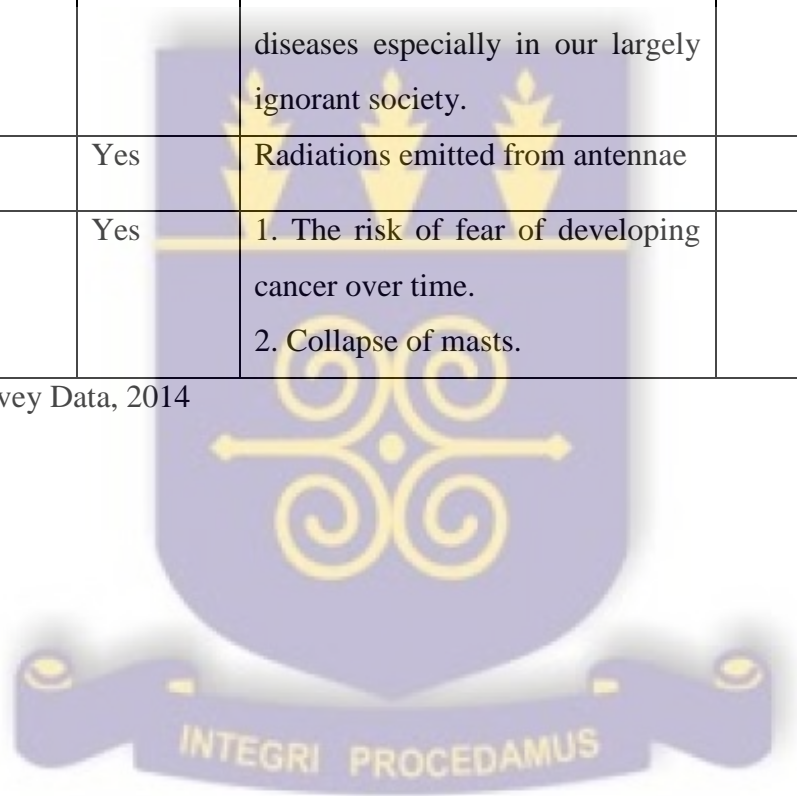 diseases especially in our largely
ignorant society.
Yes Radiations emitted from antennae
Yes 1. The risk of fear of developing
cancer over time.
2. Collapse of masts.
vey Data, 2014
INTEGRI PROCEDAMUS